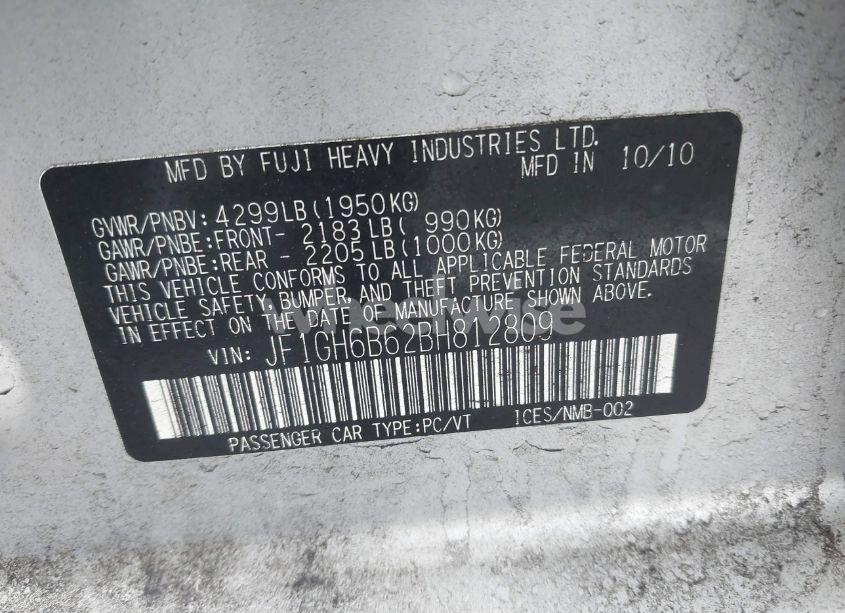 MFD BY FUJI HEAVY INDUSTRIES LTD.
MFD IN 10/10
GVWR/PNBV: 4299LB(1950KG)
GAWR/PNBE:FRONT- 2183LB( 990KG)
GAWR/PNBE:REAR - 2205LB(1000KG)
THIS VEHICLE CONFORMS TO ALL APPLICABLE FEDERAL MOTOR
VEHICLE SAFETY,BUMPER,AND THEFT PREVENTION STANDARDS
IN EFFECT ON THE DATE OF MANUFACTURE SHOWN ABOVE.
VIN: JF1GH6B62BH812809
PASSENGER CAR TYPE:PC/VT ICES/NMB-002